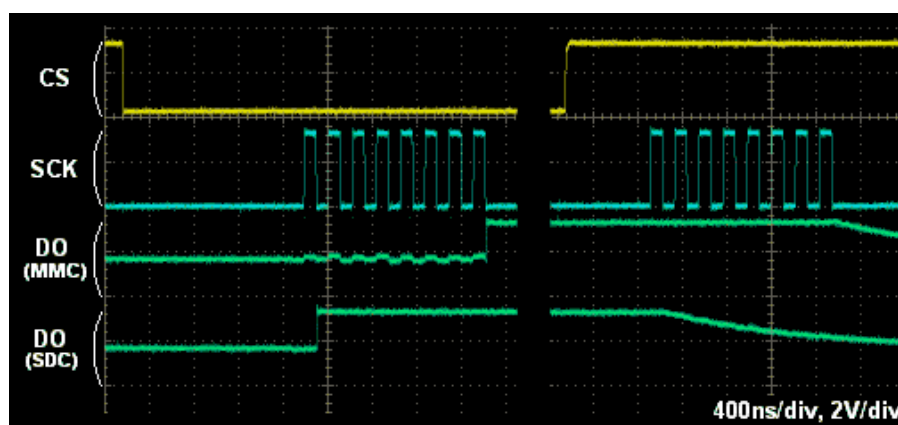 CS
SCK
DO
(MMC)
DO
(SDC)
400ns/div, 2V/div